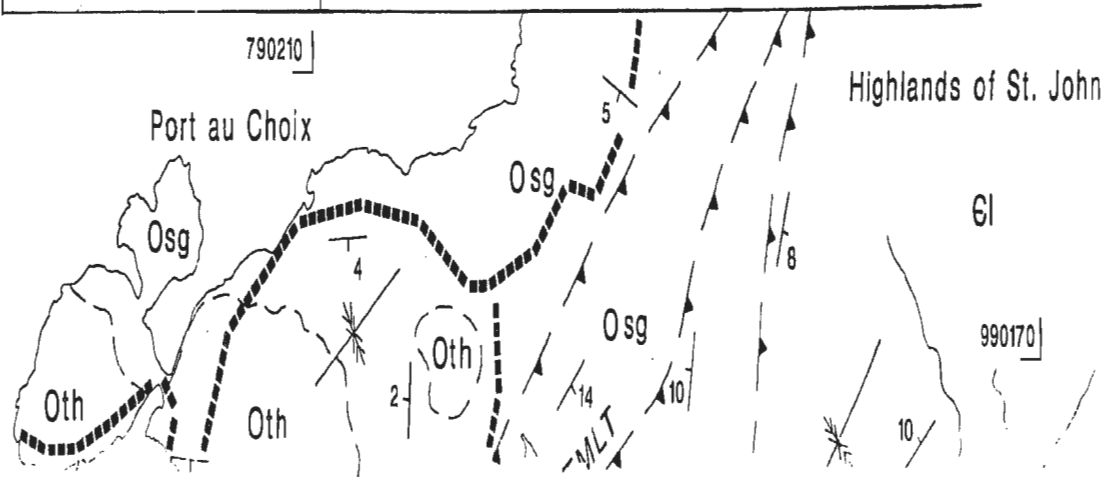 790210
Highlands of St. John
Port au Choix
5
Osg
Osg
Єl
4
8
Osg
990170
Oth
2
14
10
Oth
Oth
10